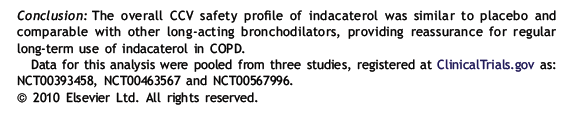 Conclusion: The overall CCV safety profile of indacaterol was similar to placebo and
comparable with other long-acting bronchodilators, providing reassurance for regular
long-term use of indacaterol in COPD.
Data for this analysis were pooled from three studies, registered at ClinicalTrials.gov as:
NCT00393458, NCT00463567 and NCT00567996.
© 2010 Elsevier Ltd. All rights reserved.